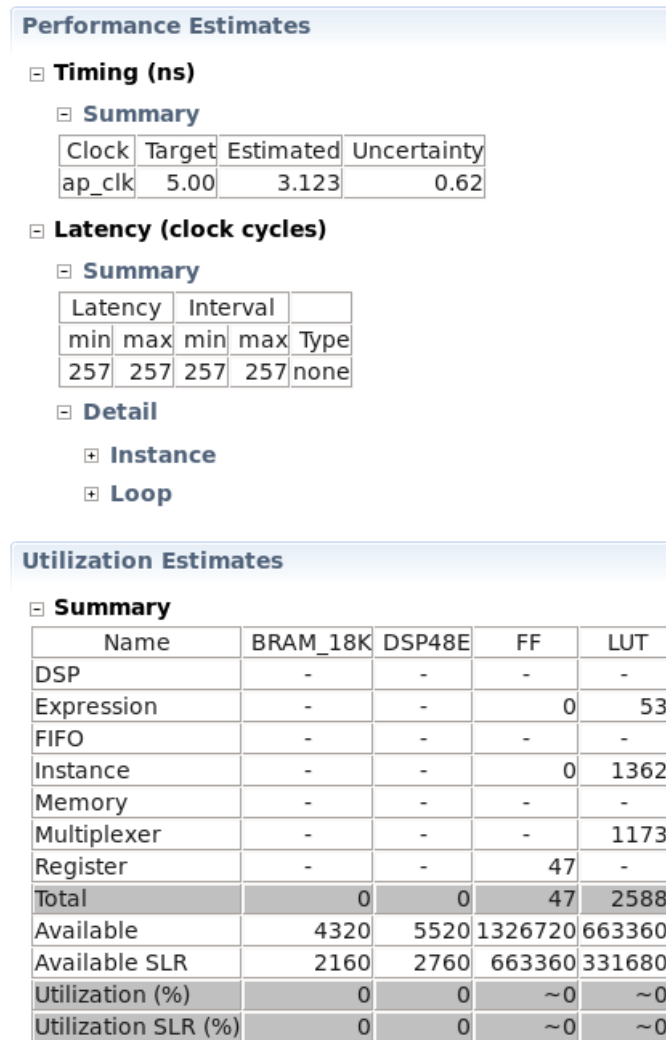 Performance Estimates
Timing (ns)
Summary
Clock Target Estimated Uncertainty
ap_clk 5.00 3.123 0.62
Latency (clock cycles)
Summary
Latency Interval
min max min max Type
257 257 257 257 none
Detail
Instance
Loop
Utilization Estimates
Summary
Name BRAM_18K DSP48E FF LUT
DSP - - - -
Expression - - 0 53
FIFO - - - -
Instance - - 0 1362
Memory - - - -
Multiplexer - - - 1173
Register - - 47 -
Total 0 0 47 2588
Available 4320 5520 1326720 663360
Available SLR 2160 2760 663360 331680
Utilization (%) 0 0 ~0 ~0
Utilization SLR (%) 0 0 ~0 ~0